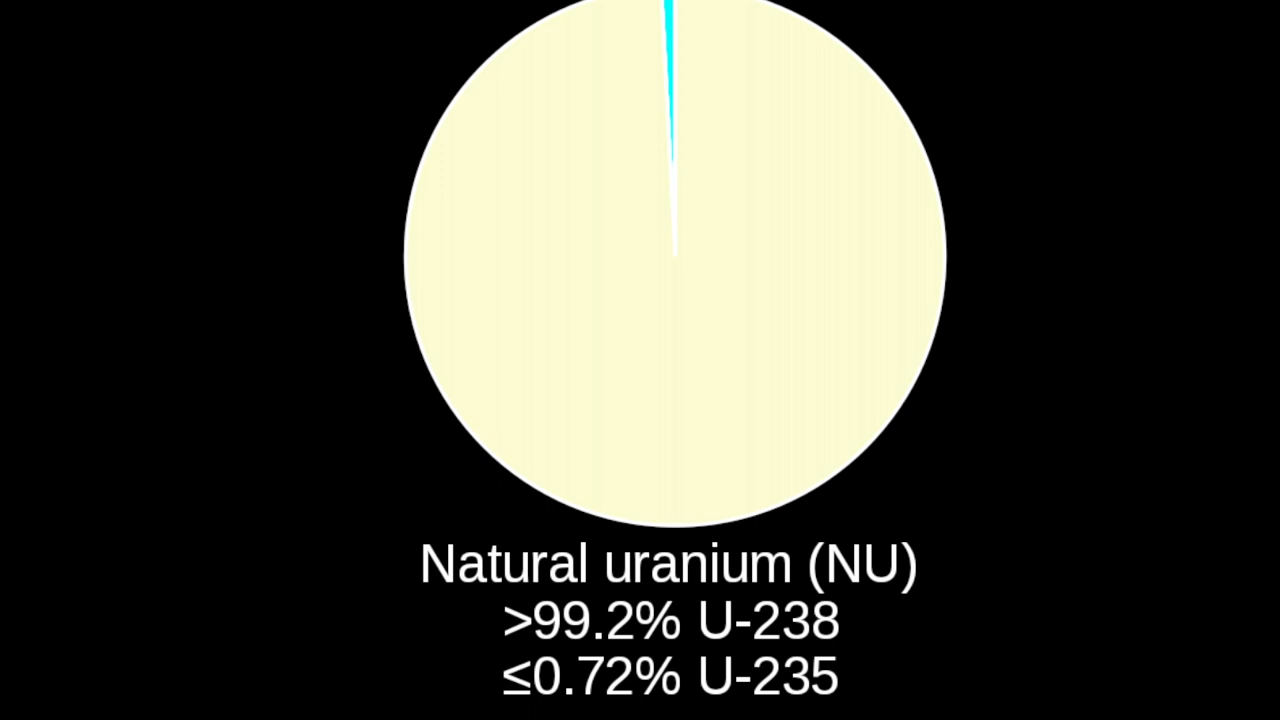 Natural uranium (NU)
>99.2% U-238
≤0.72% U-235